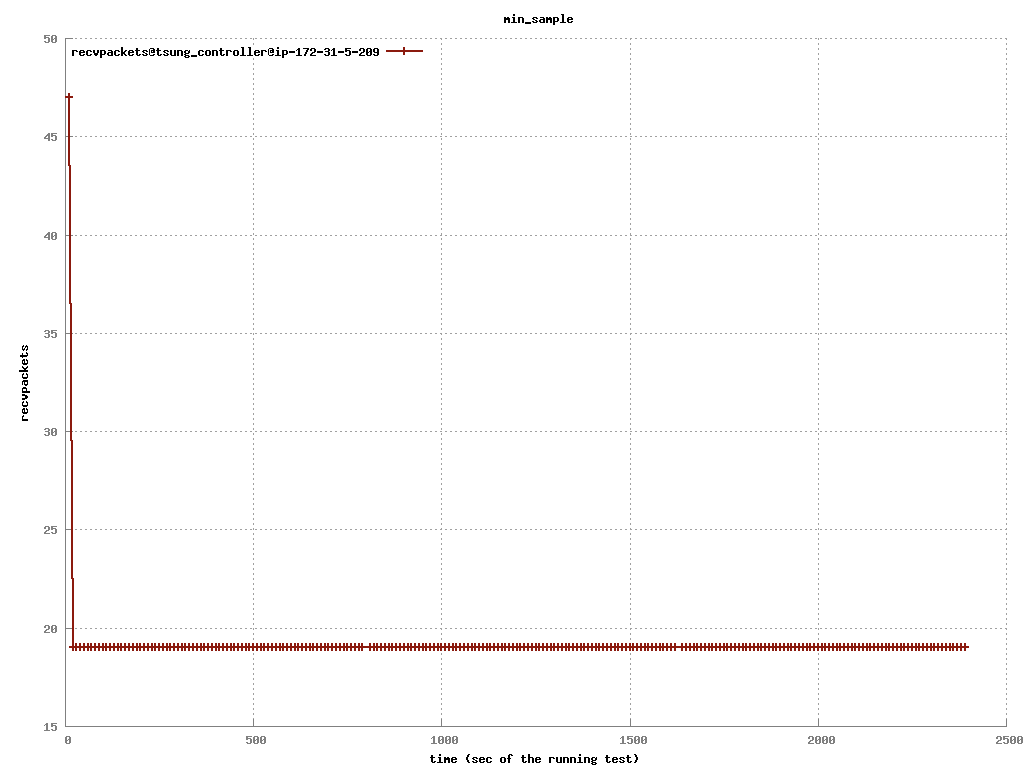 min_sample
50
recvpackets@tsung_controller@ip-172-31-5-209
45
40
35
recvpackets
30
25
20
15
0 500 1000 1500 2000 2500
time (sec of the running test)